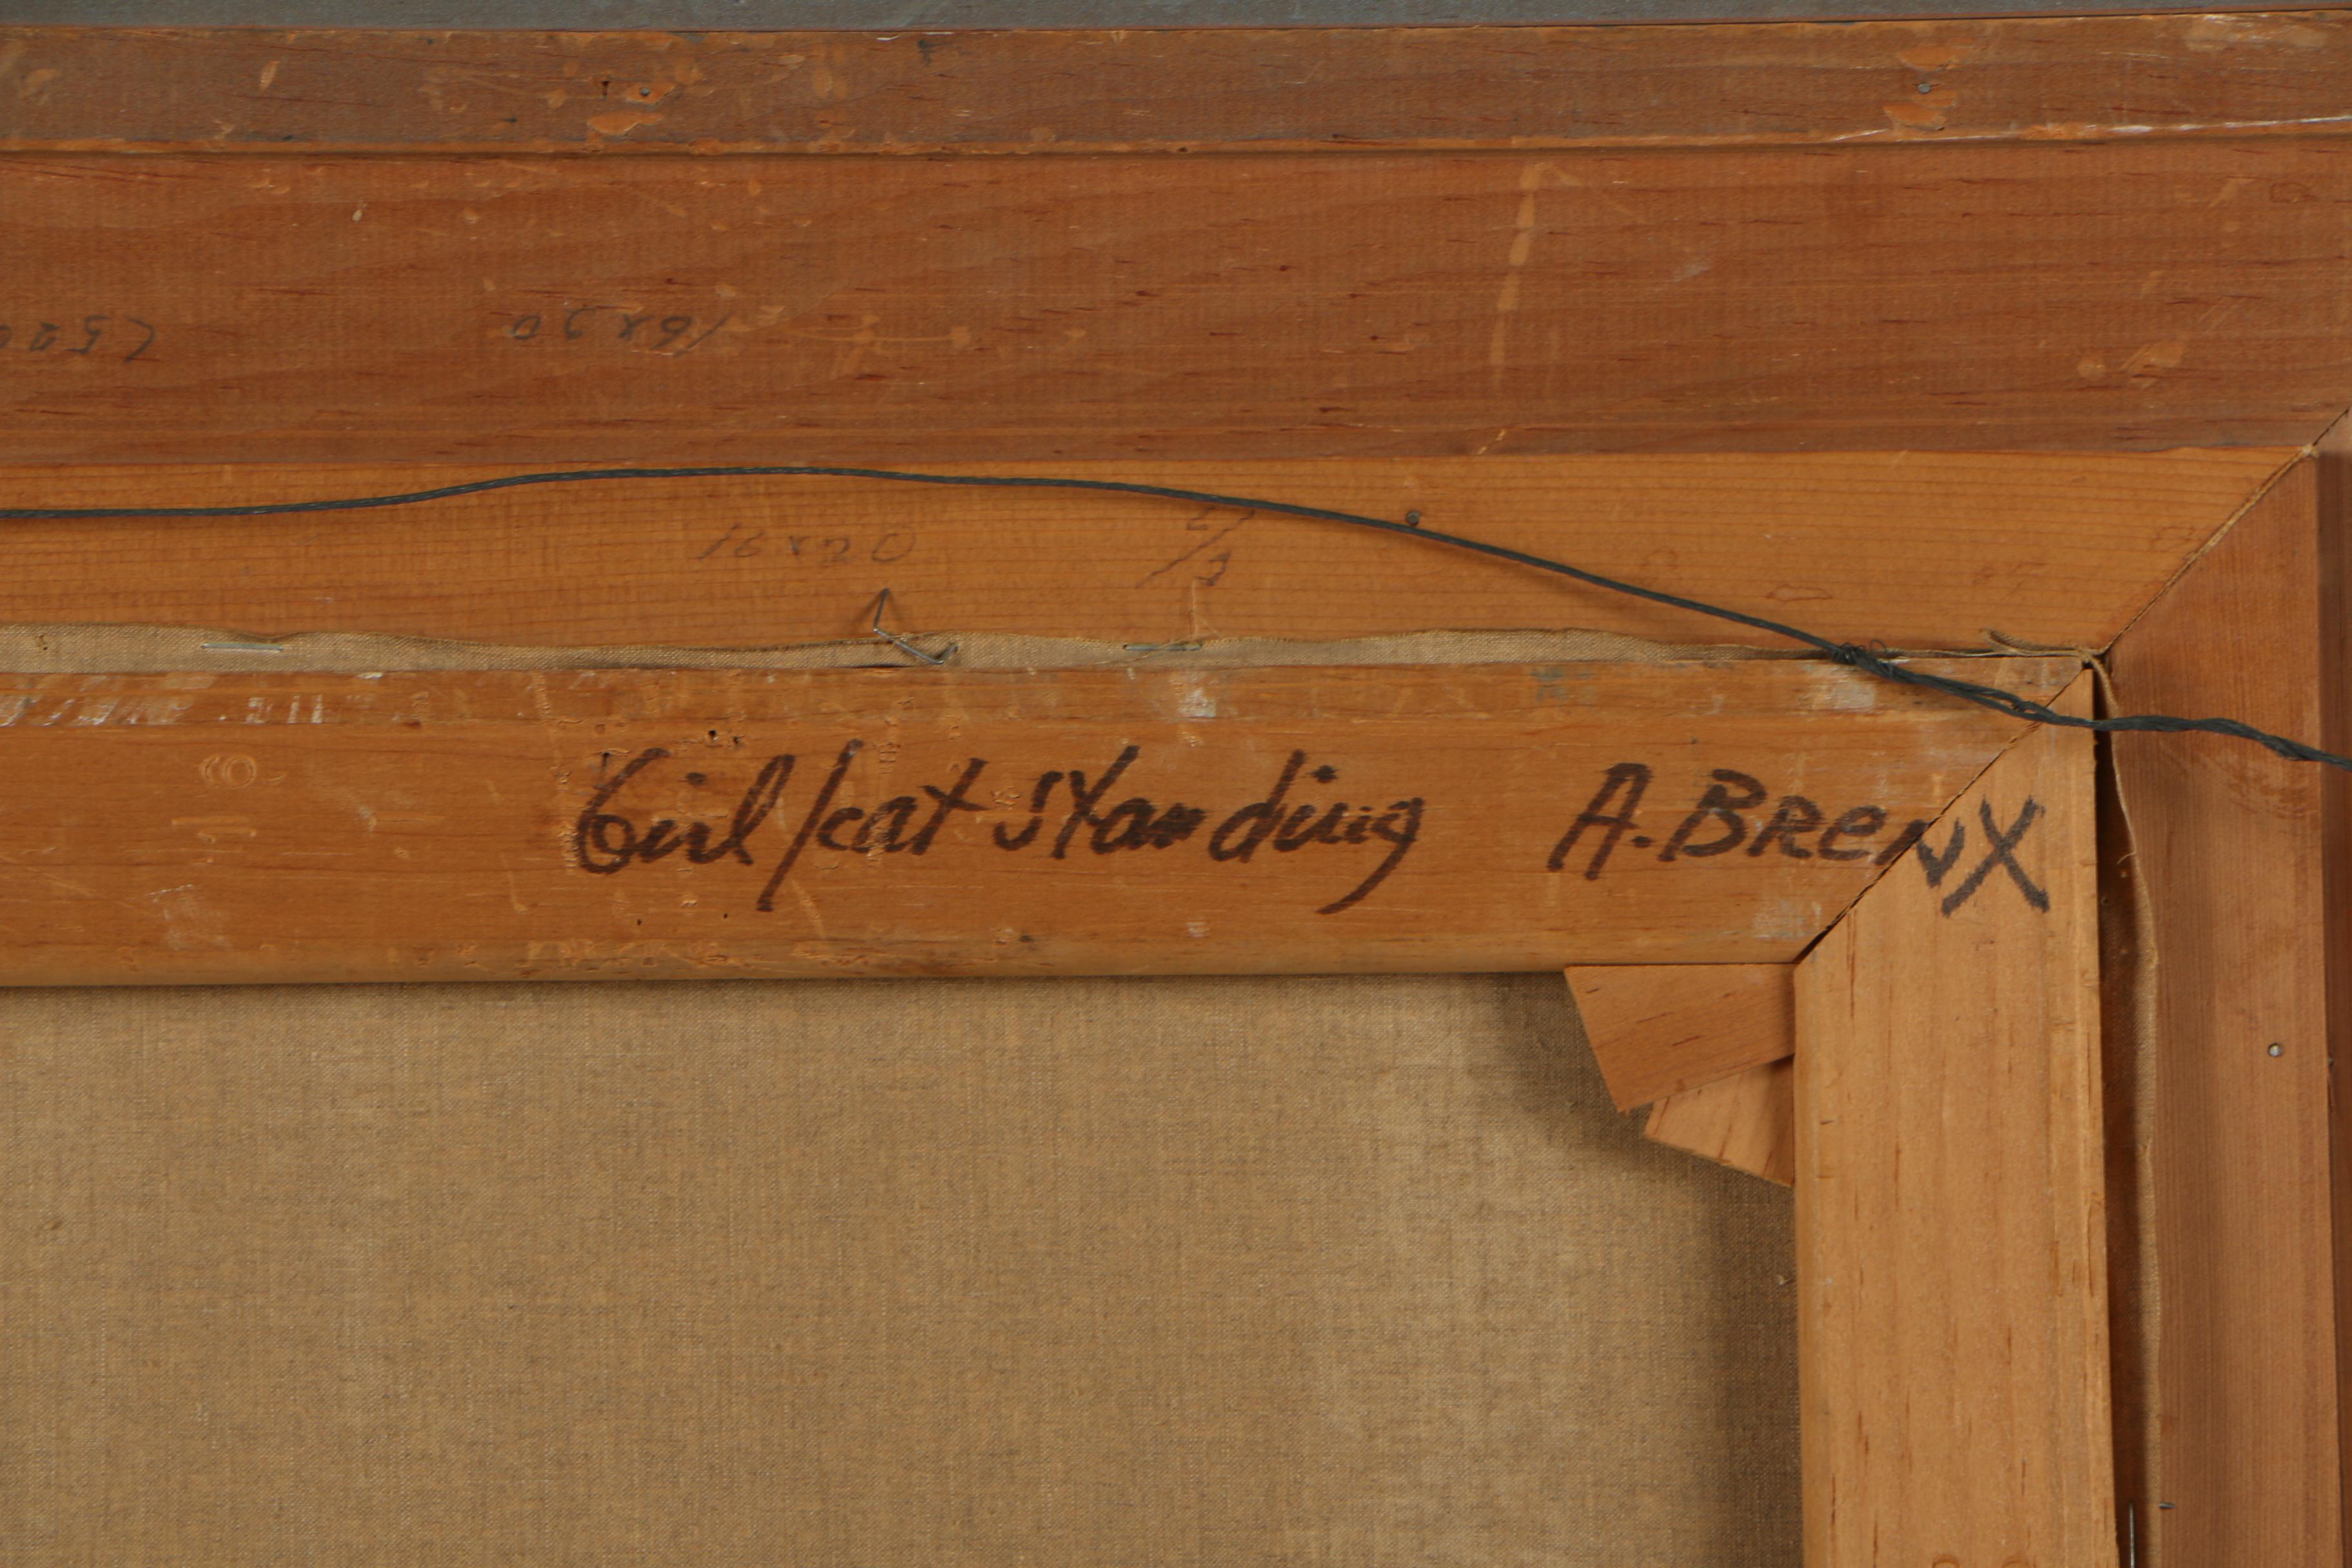 16x20
16x20
Girl/cat standing A. BRENX